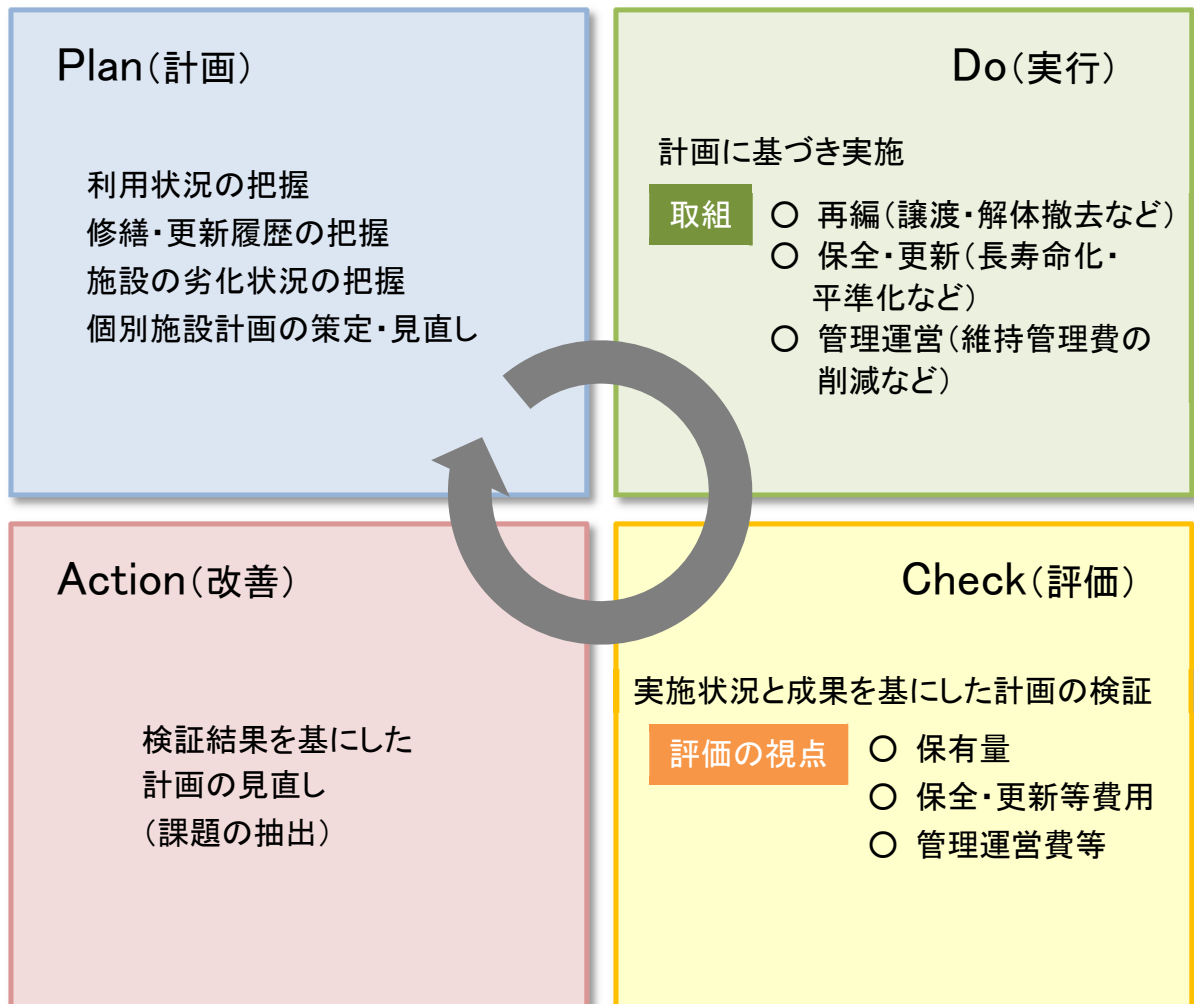 Plan(計画)
利用状況の把握
修繕・更新履歴の把握
施設の劣化状況の把握
個別施設計画の策定・見直し
Do(実行)
計画に基づき実施
取組
○ 再編(譲渡・解体撤去など)
○ 保全・更新(長寿命化・
平準化など)
○ 管理運営(維持管理費の
削減など)
Action(改善)
検証結果を基にした
計画の見直し
(課題の抽出)
Check(評価)
実施状況と成果を基にした計画の検証
評価の視点
○ 保有量
○ 保全・更新等費用
○ 管理運営費等